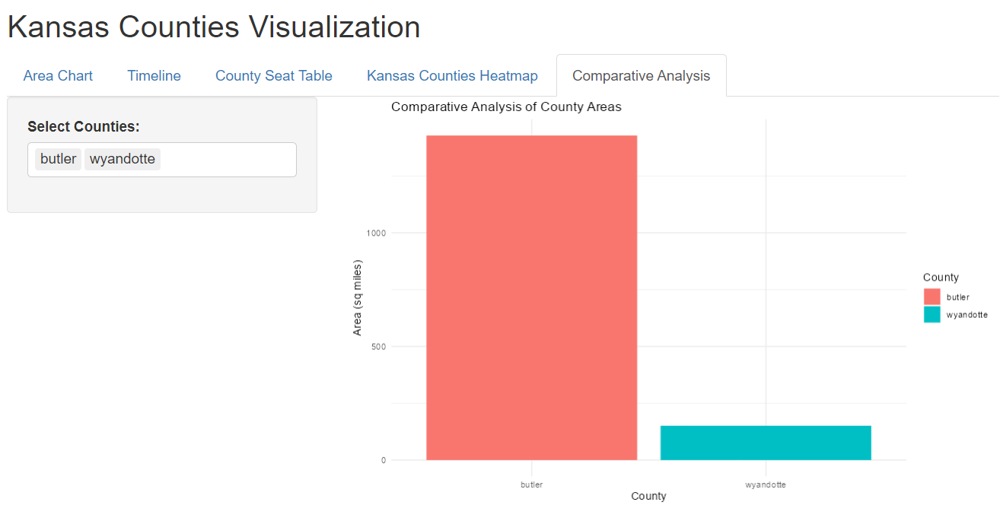 Kansas Counties Visualization
Area Chart Timeline County Seat Table Kansas Counties Heatmap Comparative Analysis
Select Counties:
butler wyandotte
Comparative Analysis of County Areas
Area (sq miles)
1000
500
0
butler wyandotte
County
County
butler
wyandotte